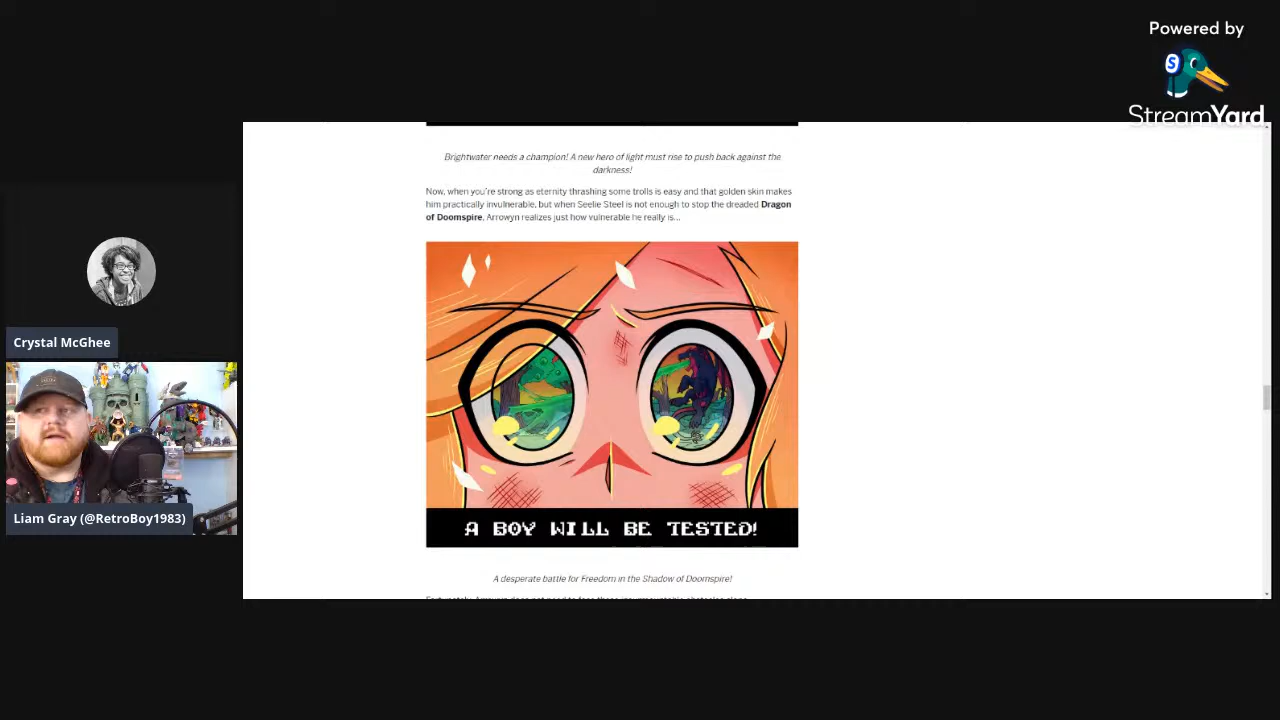 Powered by
S
StreamYard
Brightwater needs a champion! A new hero of light must rise to push back against the
darkness!
Now, when you're strong as eternity thrashing some trolls is easy and that golden skin makes
him practically invulnerable, but when Seelie Steel is not enough to stop the dreaded Dragon
of Doomspire, Arrowyn realizes just how vulnerable he really is...
Crystal McGhee
Liam Gray (@RetroBoy1983)
A BOY WILL BE TESTED!
A desperate battle for Freedom in the Shadow of Doomspire!